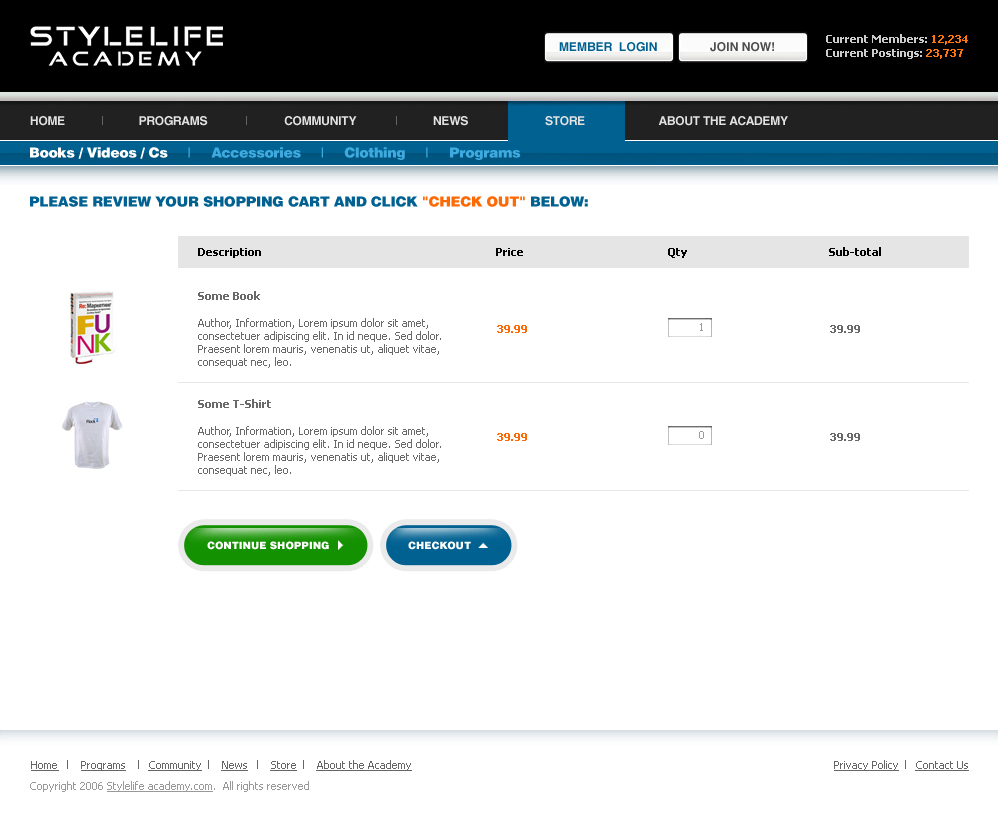 STYLELIFE
ACADEMY
MEMBER LOGIN
JOIN NOW!
Current Members: 12,234
Current Postings: 23,737
HOME | PROGRAMS | COMMUNITY | NEWS STORE ABOUT THE ACADEMY
Books / Videos / Cs | Accessories | Clothing | Programs
PLEASE REVIEW YOUR SHOPPING CART AND CLICK "CHECK OUT" BELOW:
Description Price Qty Sub-total
Re: Маркетинг
FU
NK
Some Book
Author, Information, Lorem ipsum dolor sit amet,
consectetuer adipiscing elit. In id neque. Sed dolor.
Praesent lorem mauris, venenatis ut, aliquet vitae,
consequat nec, leo.
39.99 1 39.99
Some T-Shirt
Author, Information, Lorem ipsum dolor sit amet,
consectetuer adipiscing elit. In id neque. Sed dolor.
Praesent lorem mauris, venenatis ut, aliquet vitae,
consequat nec, leo.
39.99 0 39.99
CONTINUE SHOPPING
CHECKOUT
Home | Programs | Community | News | Store | About the Academy
Privacy Policy | Contact Us
Copyright 2006 Stylelife academy.com. All rights reserved